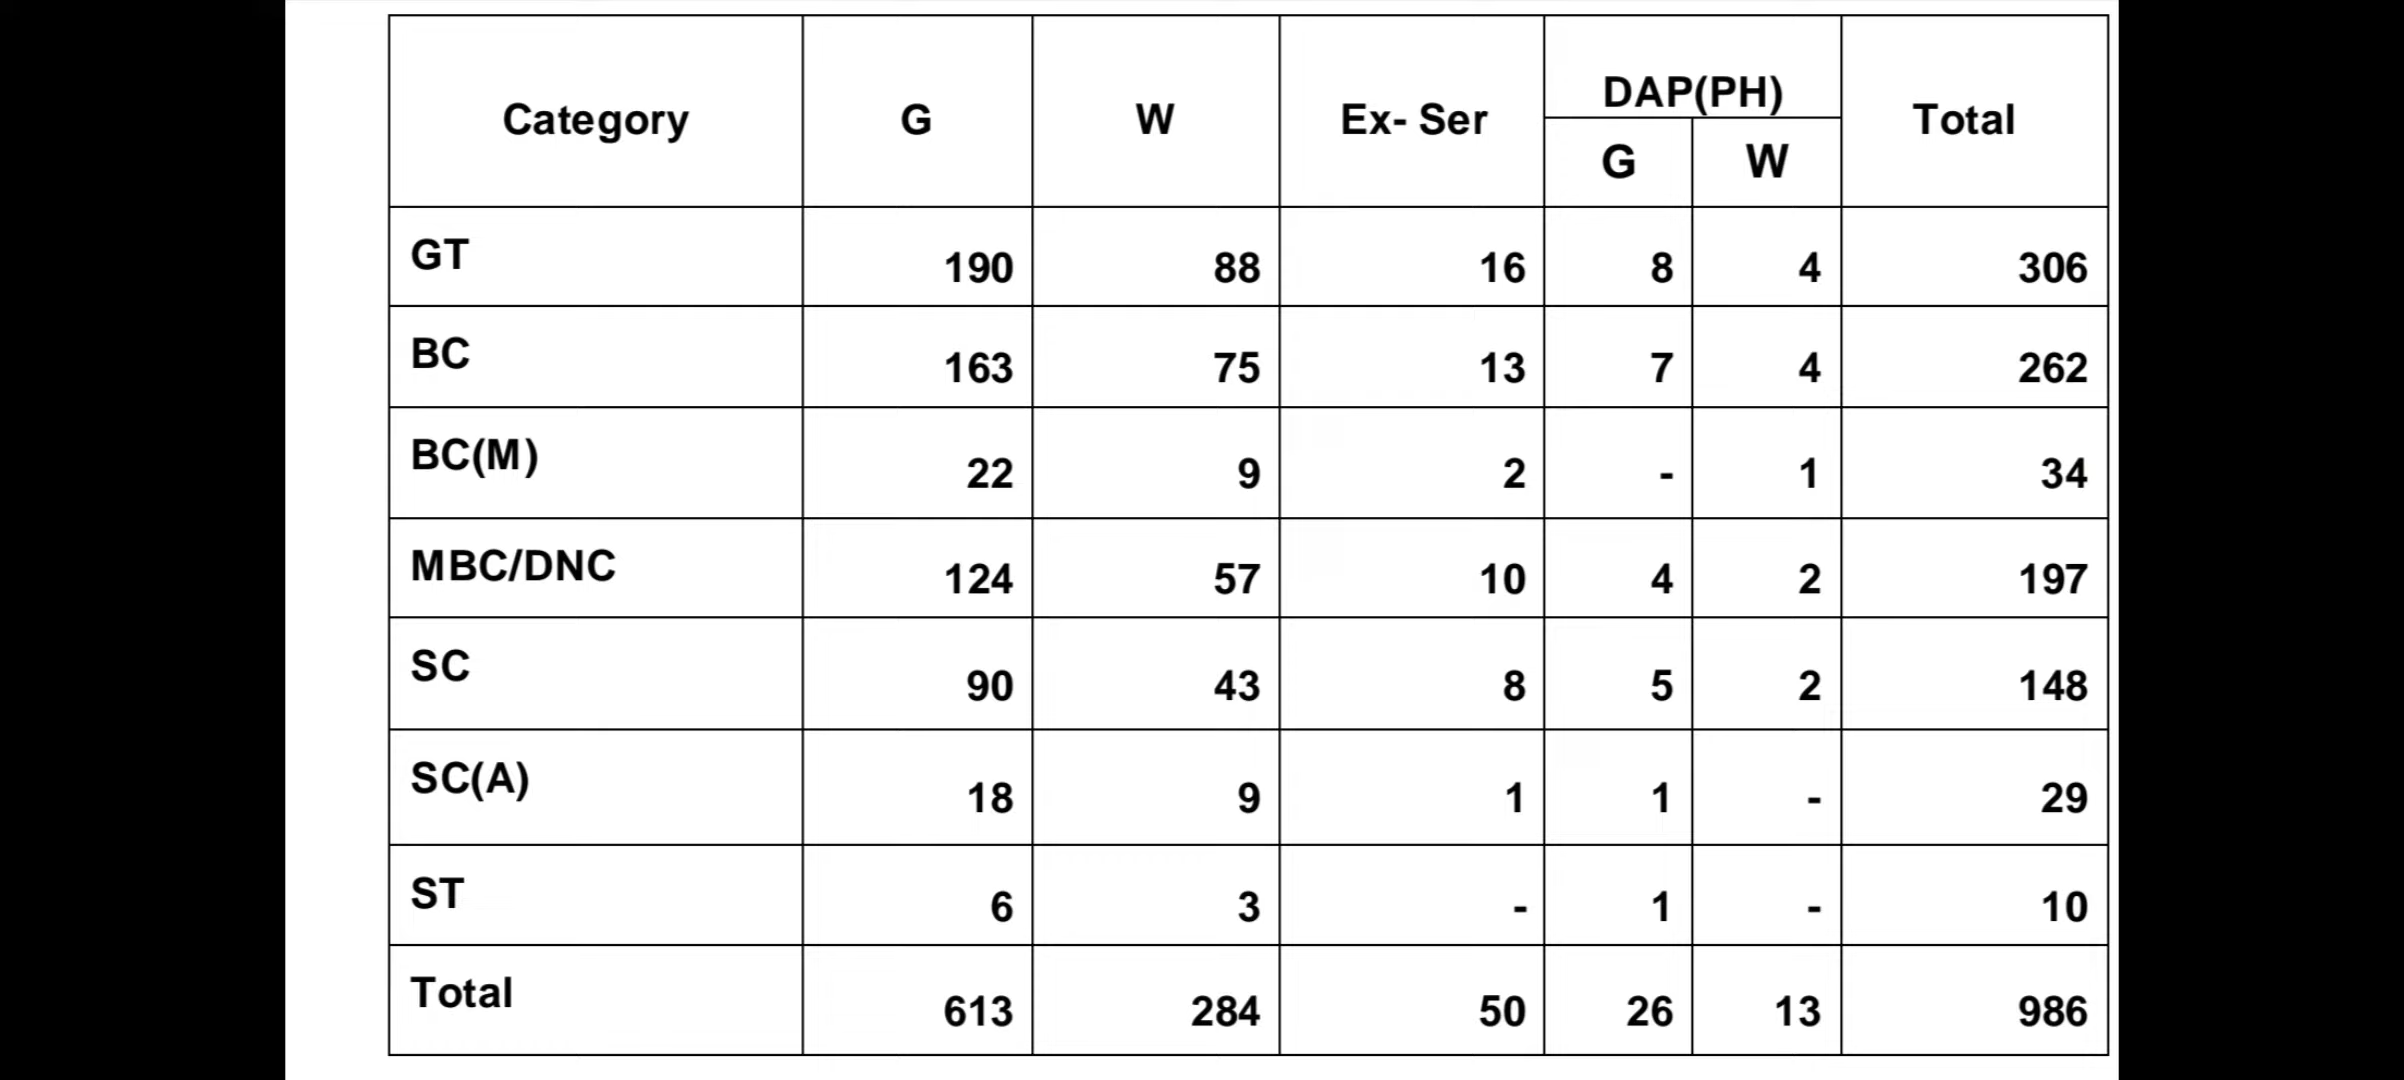 Category G W Ex- Ser DAP(PH) Total
G W
GT 190 88 16 8 4 306
BC 163 75 13 7 4 262
BC(M) 22 9 2 - 1 34
MBC/DNC 124 57 10 4 2 197
SC 90 43 8 5 2 148
SC(A) 18 9 1 1 - 29
ST 6 3 - 1 - 10
Total 613 284 50 26 13 986